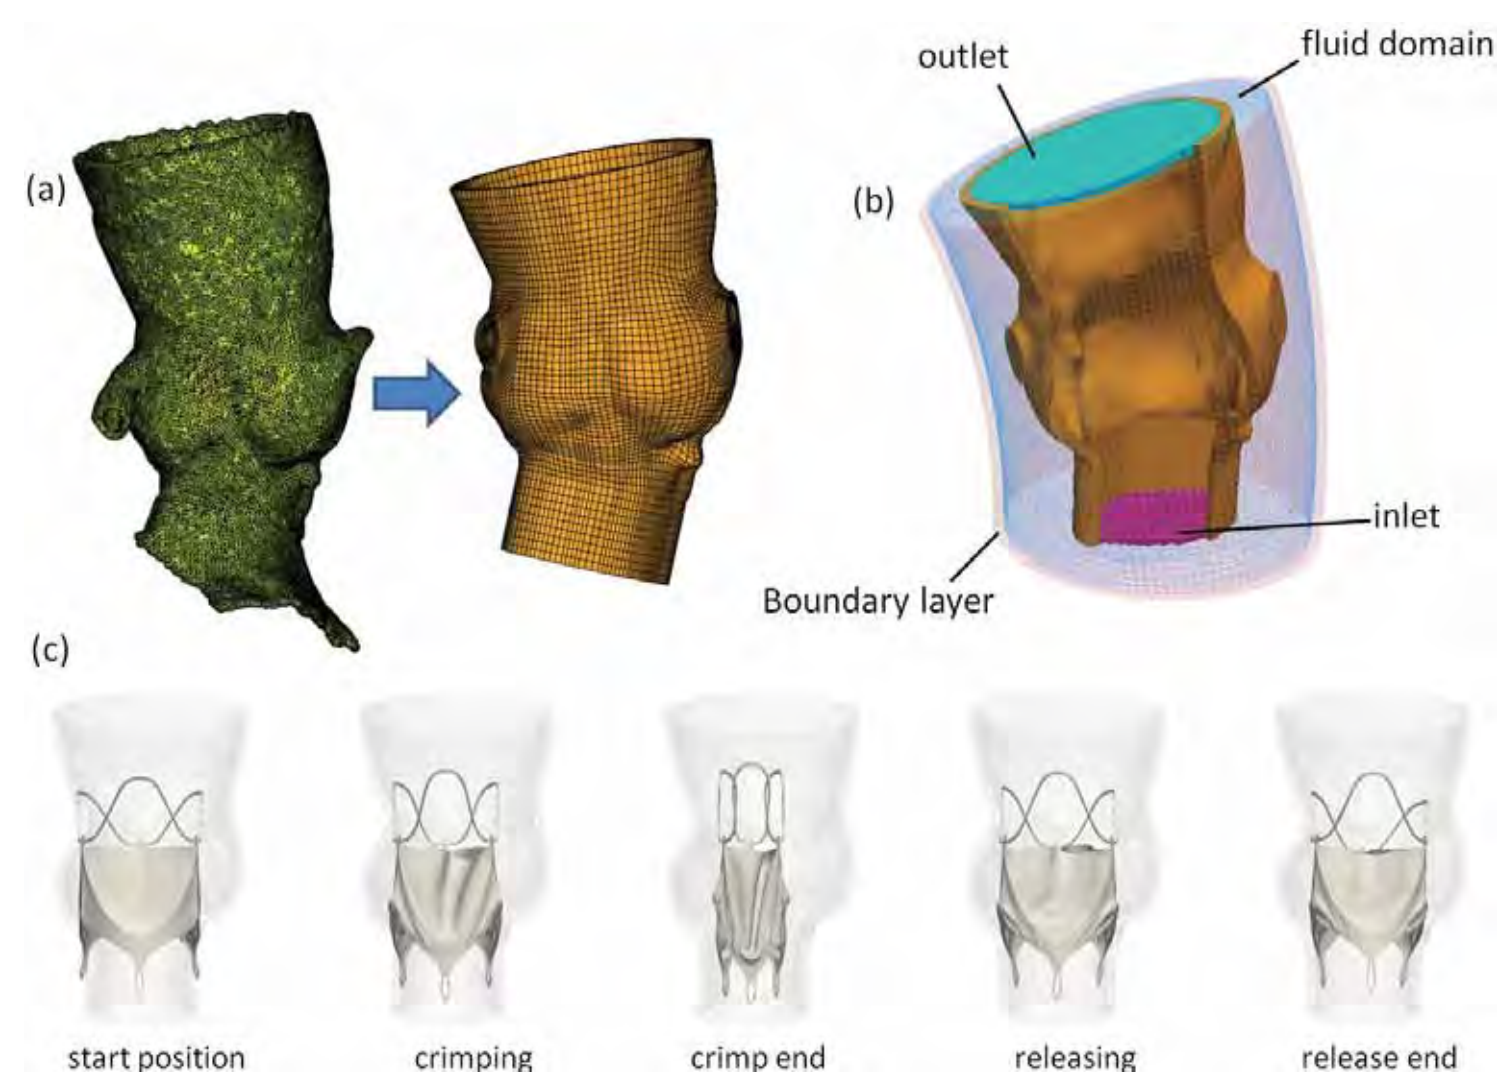 outlet
fluid domain
(a)
(b)
inlet
Boundary layer
(c)
start position
crimping
crimp end
releasing
release end